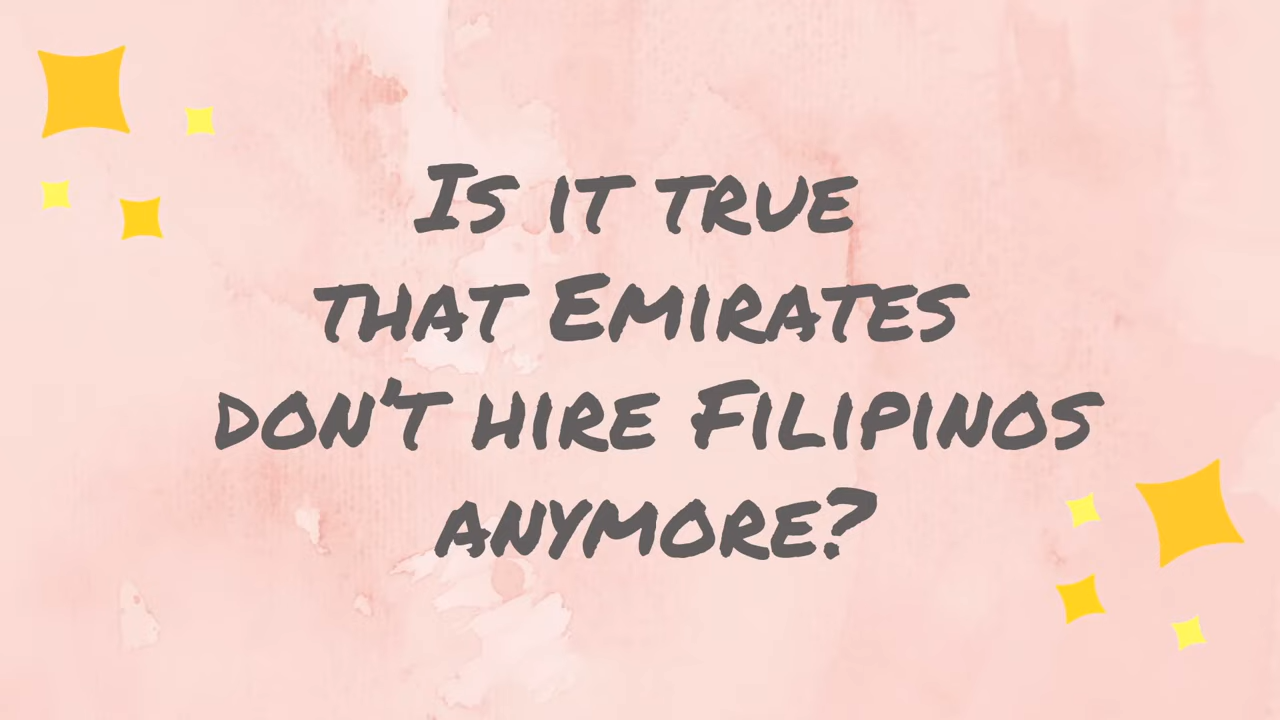 Is it true
that Emirates
don't hire Filipinos
anymore?